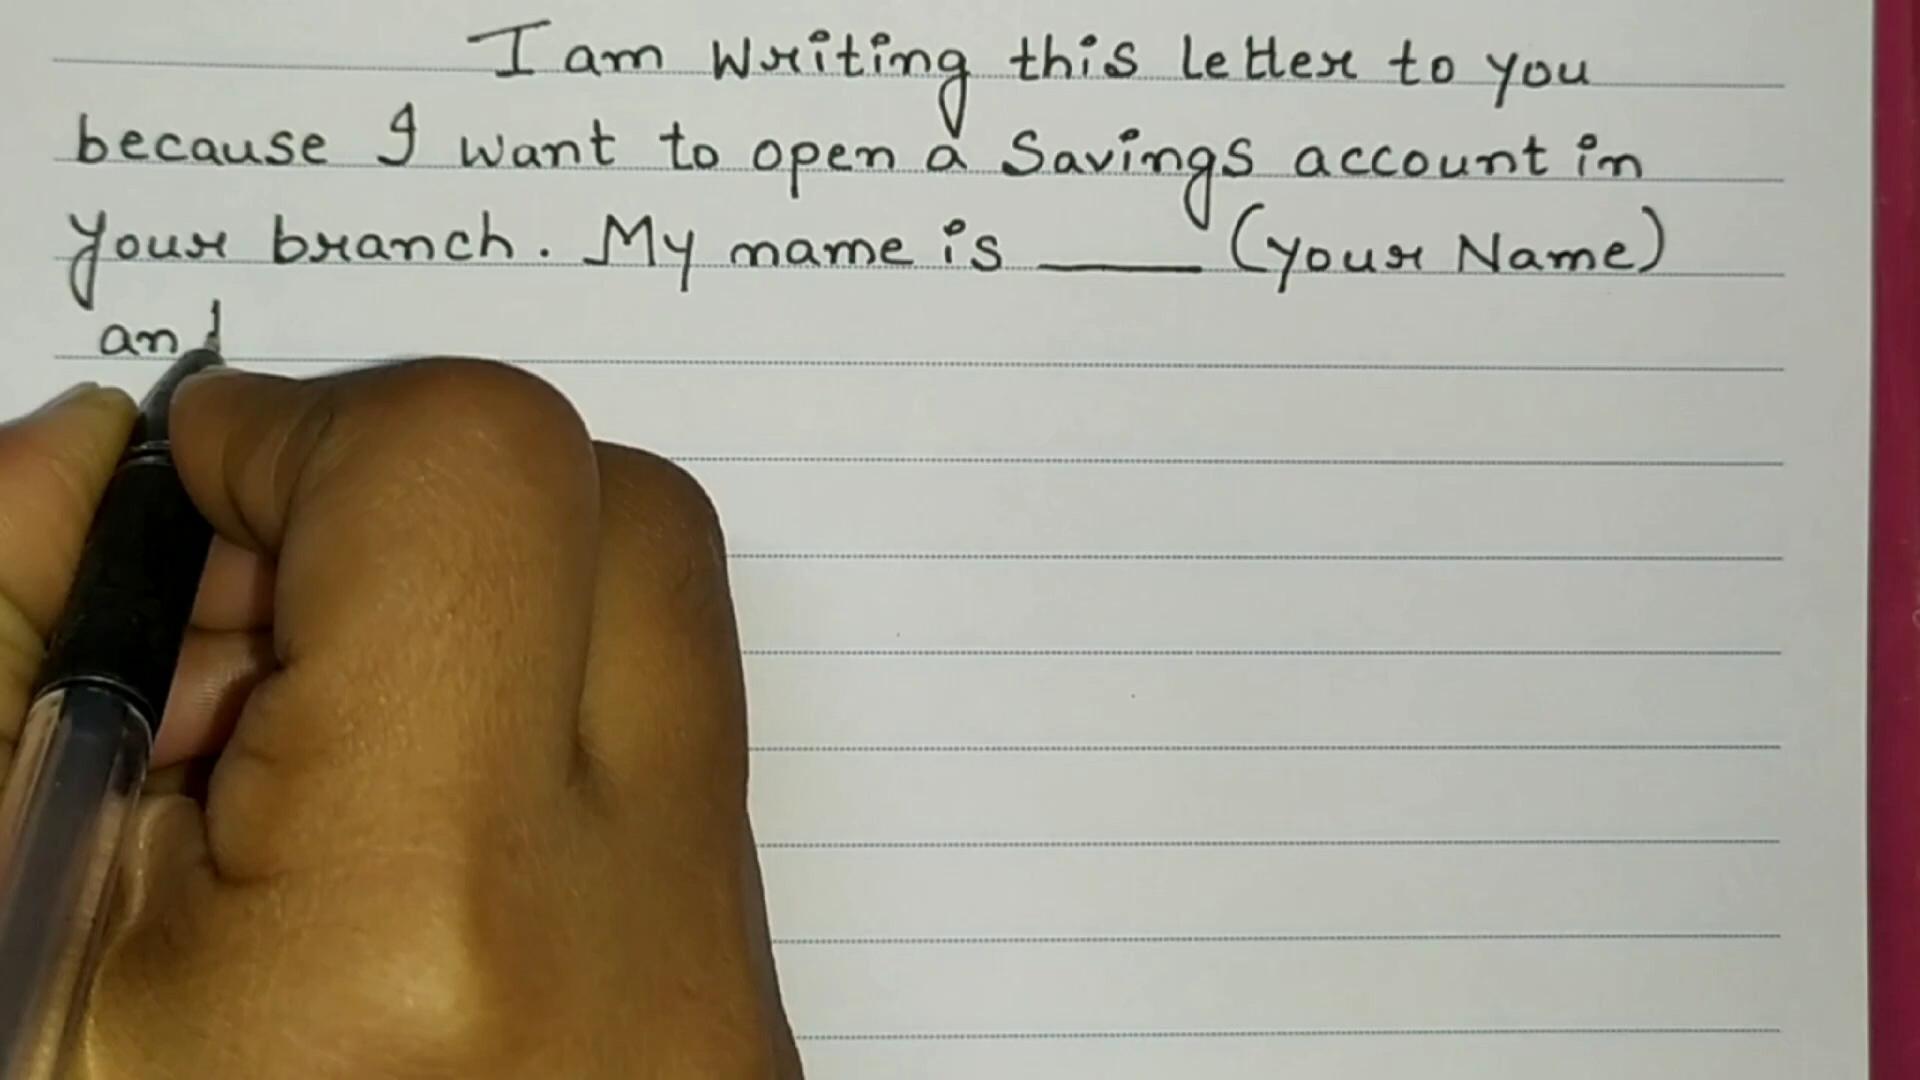 I am writing this letter to you
because I want to open a Savings account in
your branch. My name is ____ (your Name)
and